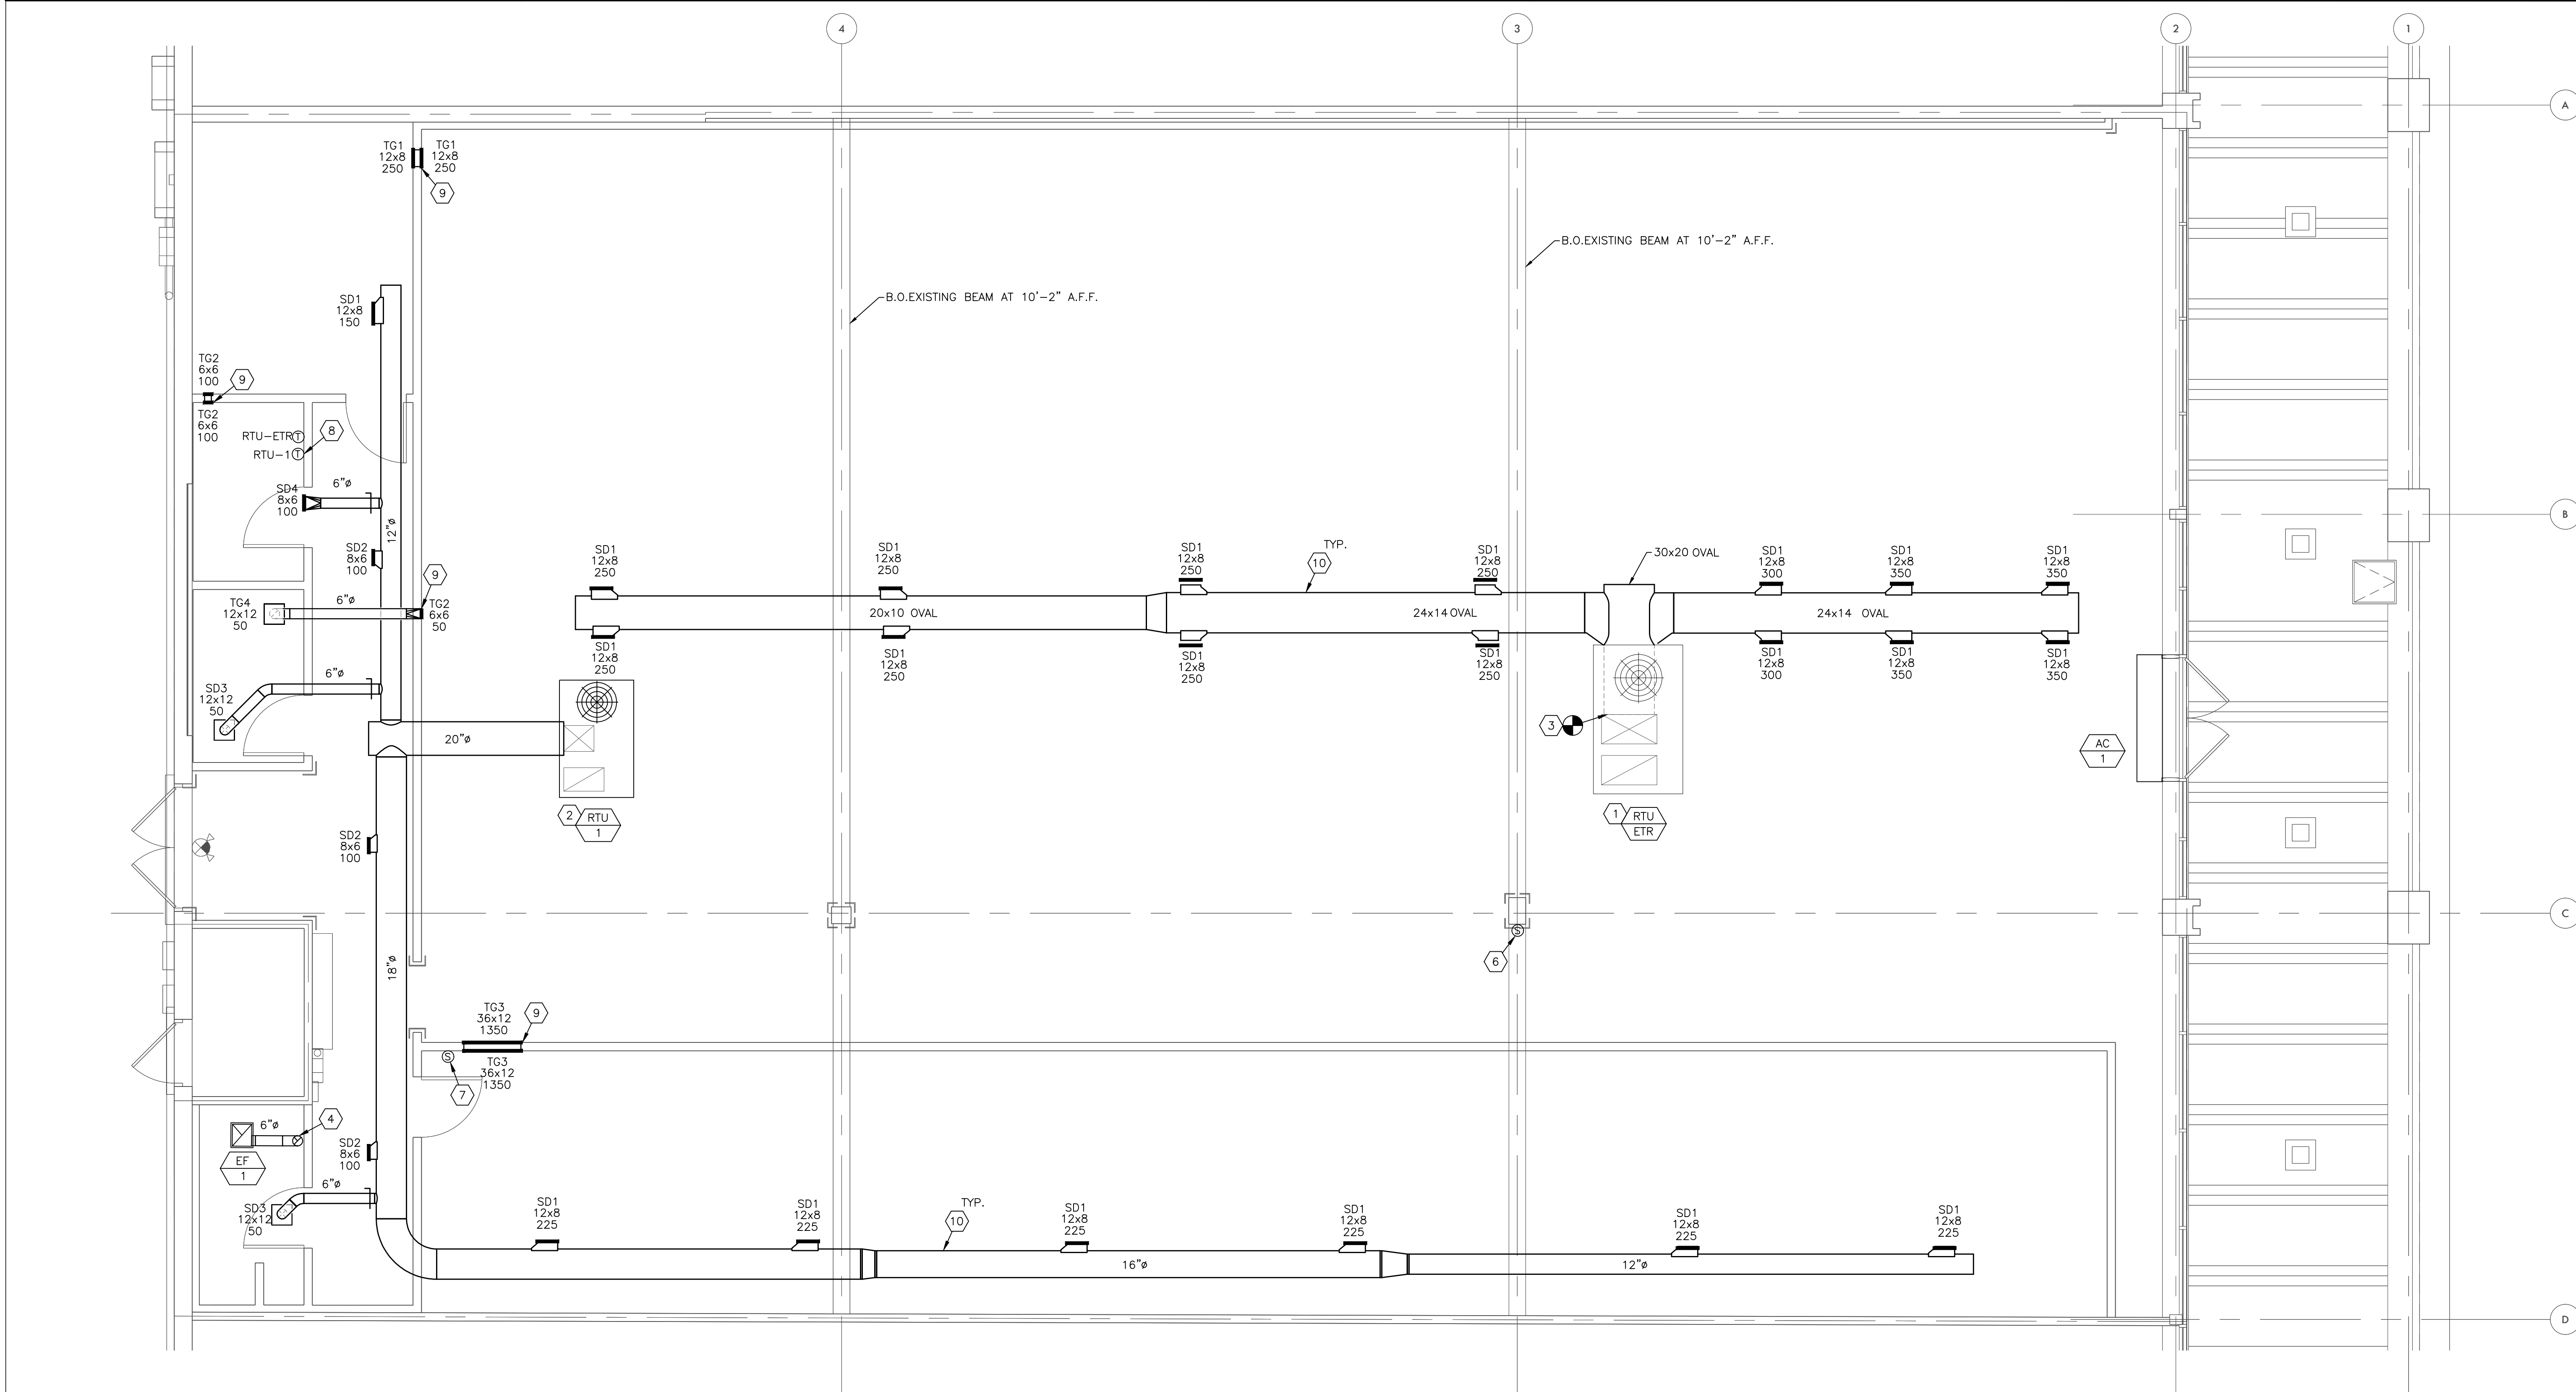 4
3
2
1
A
TG1
12x8
250
TG1
12x8
250
9
B.O.EXISTING BEAM AT 10'-2" A.F.F.
B.O.EXISTING BEAM AT 10'-2" A.F.F.
SD1
12x8
150
TG2
6x6
100
9
TG2
6x6
100
RTU-ETR T
8
RTU-1 T
6"ø
SD4
8x6
100
12"ø
SD2
8x6
100
9
TG4
12x12
50
6"ø
TG2
6x6
50
6"ø
SD3
12x12
50
20"ø
B
SD1
12x8
250
SD1
12x8
250
SD1
12x8
250
TYP.
10
SD1
12x8
250
30x20 OVAL
SD1
12x8
300
SD1
12x8
350
SD1
12x8
350
20x10 OVAL
24x14 OVAL
24x14 OVAL
SD1
12x8
250
SD1
12x8
250
SD1
12x8
250
SD1
12x8
250
SD1
12x8
300
SD1
12x8
350
SD1
12x8
350
3
AC
1
2
RTU
1
1
RTU
ETR
SD2
8x6
100
C
S
6
18"ø
TG3
36x12
1350
9
S
TG3
36x12
1350
7
4
6"ø
EF
1
SD2
8x6
100
6"ø
SD3
12x12
50
SD1
12x8
225
SD1
12x8
225
TYP.
10
SD1
12x8
225
SD1
12x8
225
SD1
12x8
225
SD1
12x8
225
16"ø
12"ø
D